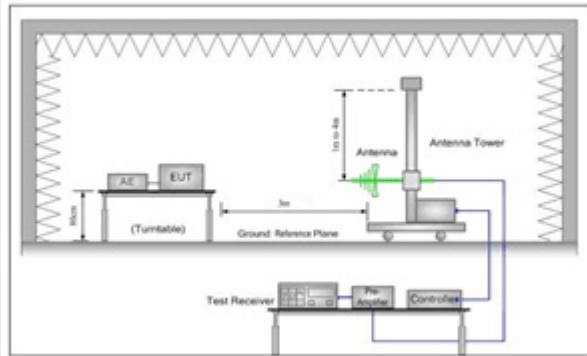 1m to 4m
Antenna
Antenna Tower
AE
EUT
80cm
(Turntable)
3m
Ground Reference Plane
Test Receiver
Pre-
Amplifier
Controller